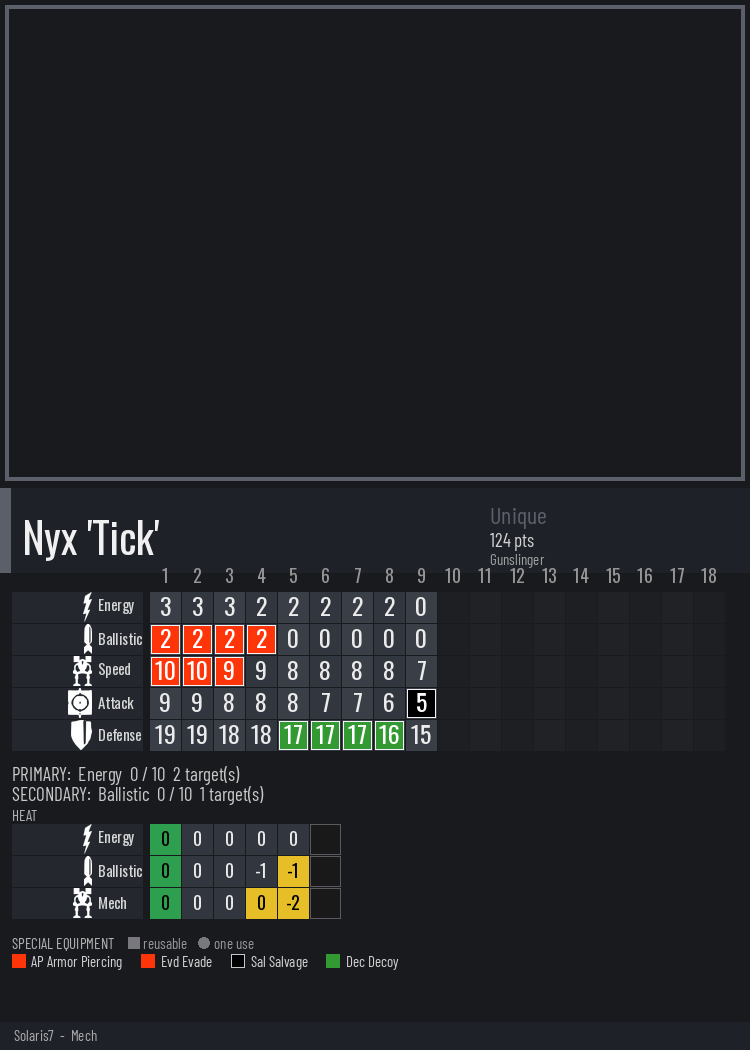 Nyx 'Tick'
Unique
124 pts
Gunslinger
1 2 3 4 5 6 7 8 9 10 11 12 13 14 15 16 17 18
Energy 3 3 3 2 2 2 2 2 0
Ballistic 2 2 2 2 0 0 0 0 0
Speed 10 10 9 9 8 8 8 8 7
Attack 9 9 8 8 8 7 7 6 5
Defense 19 19 18 18 17 17 17 16 15
PRIMARY: Energy 0 / 10 2 target(s)
SECONDARY: Ballistic 0 / 10 1 target(s)
HEAT
Energy 0 0 0 0 0
Ballistic 0 0 0 -1 -1
Mech 0 0 0 0 -2
SPECIAL EQUIPMENT reusable one use
AP Armor Piercing Evd Evade Sal Salvage Dec Decoy
Solaris7 - Mech